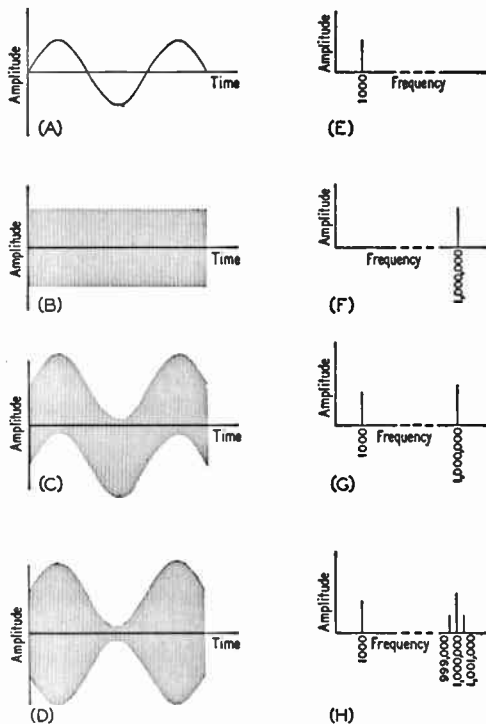 Amplitude
Time
(A)
Amplitude
1000
Frequency
(E)
Amplitude
Time
(B)
Amplitude
Frequency
1,000,000
(F)
Amplitude
Time
(C)
Amplitude
1000
Frequency
1,000,000
(G)
Amplitude
Time
(D)
Amplitude
1000
Frequency
999,000
1,000,000
1,001,000
(H)